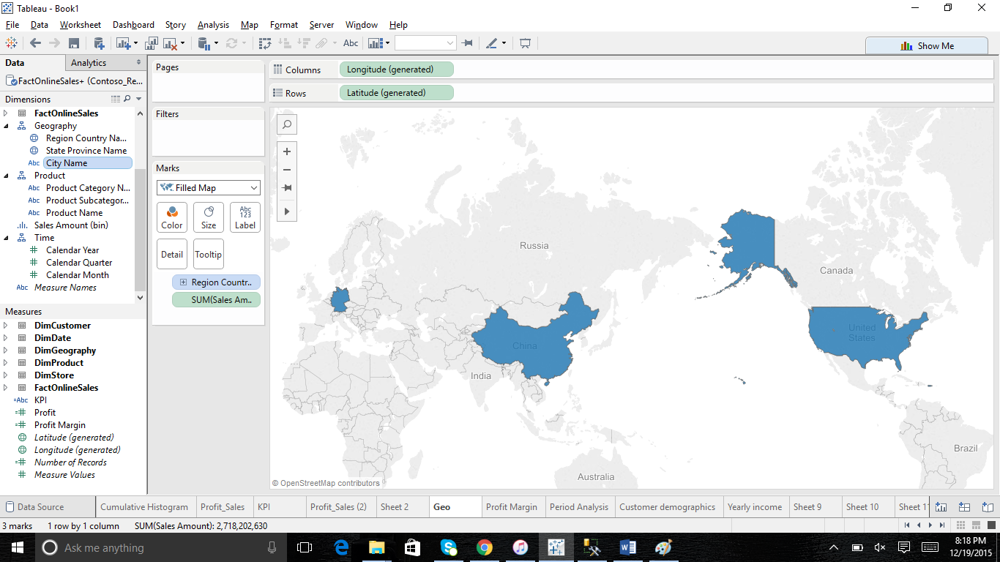 Tableau - Book1
File Data Worksheet Dashboard Story Analysis Map Format Server Window Help
Abc
Show Me
Data Analytics
FactOnlineSales+ (Contoso_Re...
Dimensions
FactOnlineSales
Geography
Region Country Na...
State Province Name
Abc City Name
Product
Abc Product Category N...
Abc Product Subcategor...
Abc Product Name
Sales Amount (bin)
Time
Calendar Year
Calendar Quarter
Calendar Month
Abc Measure Names
Measures
DimCustomer
DimDate
DimGeography
DimProduct
DimStore
FactOnlineSales
=Abc KPI
Profit
Profit Margin
Latitude (generated)
Longitude (generated)
Number of Records
Measure Values
Pages
Filters
Marks
Filled Map
Color Size Abc 123 Label
Detail Tooltip
Region Countr..
SUM(Sales Am..
Columns Longitude (generated)
Rows Latitude (generated)
Russia
Canada
United
States
China
India
Brazil
Australia
© OpenStreetMap contributors
Data Source Cumulative Histogram Profit_Sales KPI Profit_Sales (2) Sheet 2 Geo Profit Margin Period Analysis Customer demographics Yearly income Sheet 9 Sheet 10 Sheet 11
3 marks 1 row by 1 column SUM(Sales Amount): 2,718,202,630
Ask me anything
8:18 PM
12/19/2015